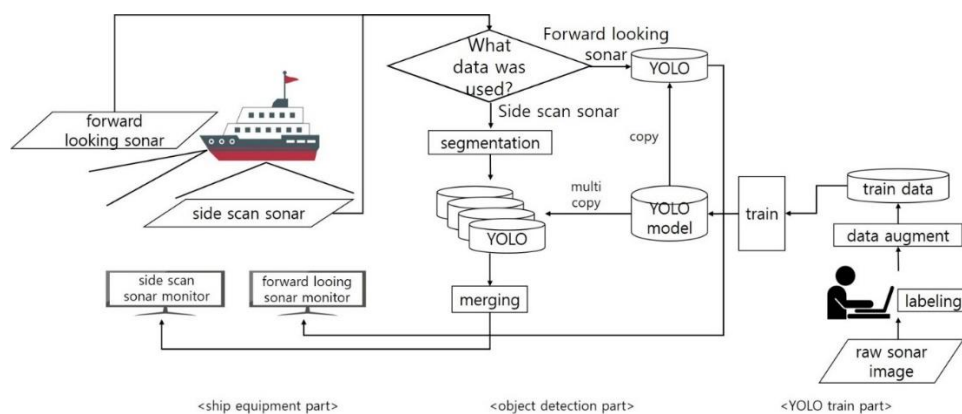 Forward looking
sonar
What
data was
used?
YOLO
forward
looking sonar
Side scan sonar
copy
segmentation
side scan sonar
multi
copy
YOLO
model
train
train data
YOLO
data augment
side scan
sonar monitor
forward looing
sonar monitor
merging
labeling
raw sonar
image
<ship equipment part>
<object detection part>
<YOLO train part>